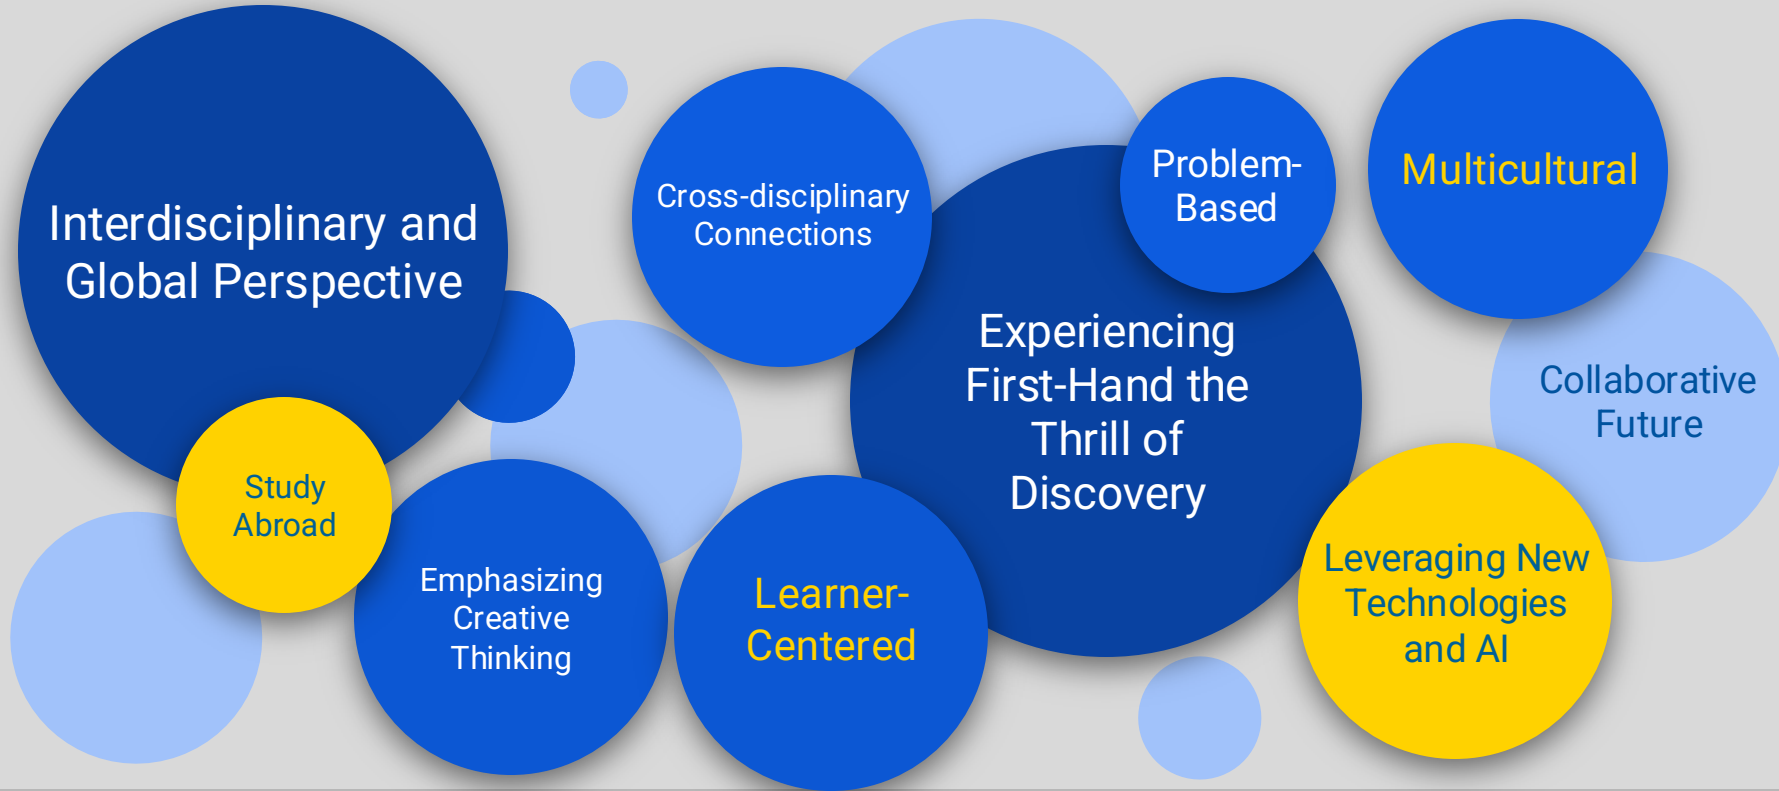 Interdisciplinary and
Global Perspective
Study
Abroad
Emphasizing
Creative
Thinking
Cross-disciplinary
Connections
Learner-
Centered
Experiencing
First-Hand the
Thrill of
Discovery
Problem-
Based
Multicultural
Collaborative
Future
Leveraging New
Technologies
and AI